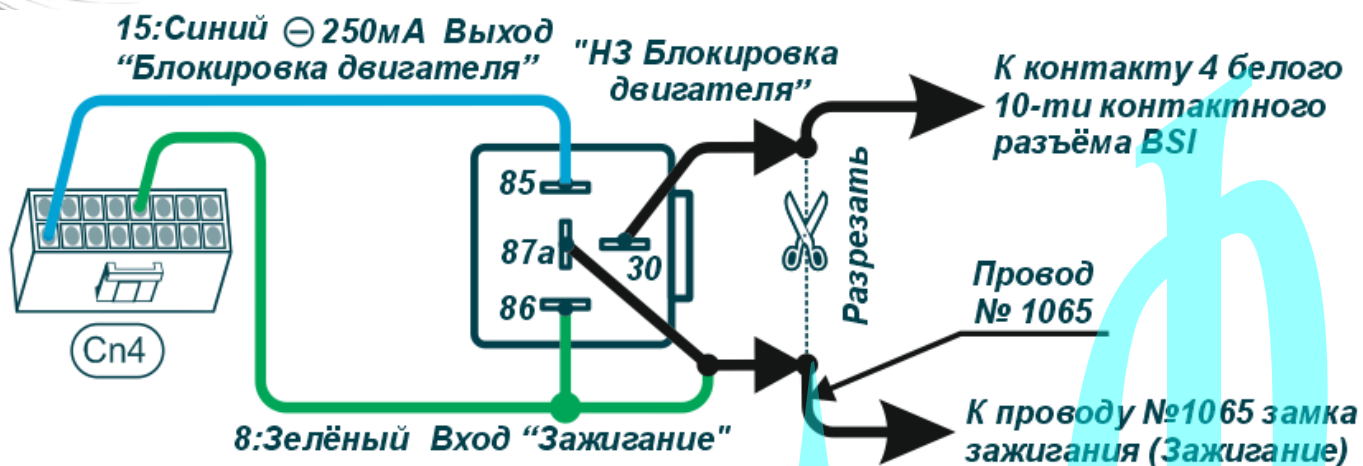 15:Синий ⊖ 250мА Выход
“Блокировка двигателя”
"НЗ Блокировка
двигателя”
К контакту 4 белого
10-ти контактного
разъёма BSI
85
87a
30
86
Разрезать
Провод
№ 1065
Cn4
8:Зелёный Вход “Зажигание"
К проводу №1065 замка
зажигания (Зажигание)